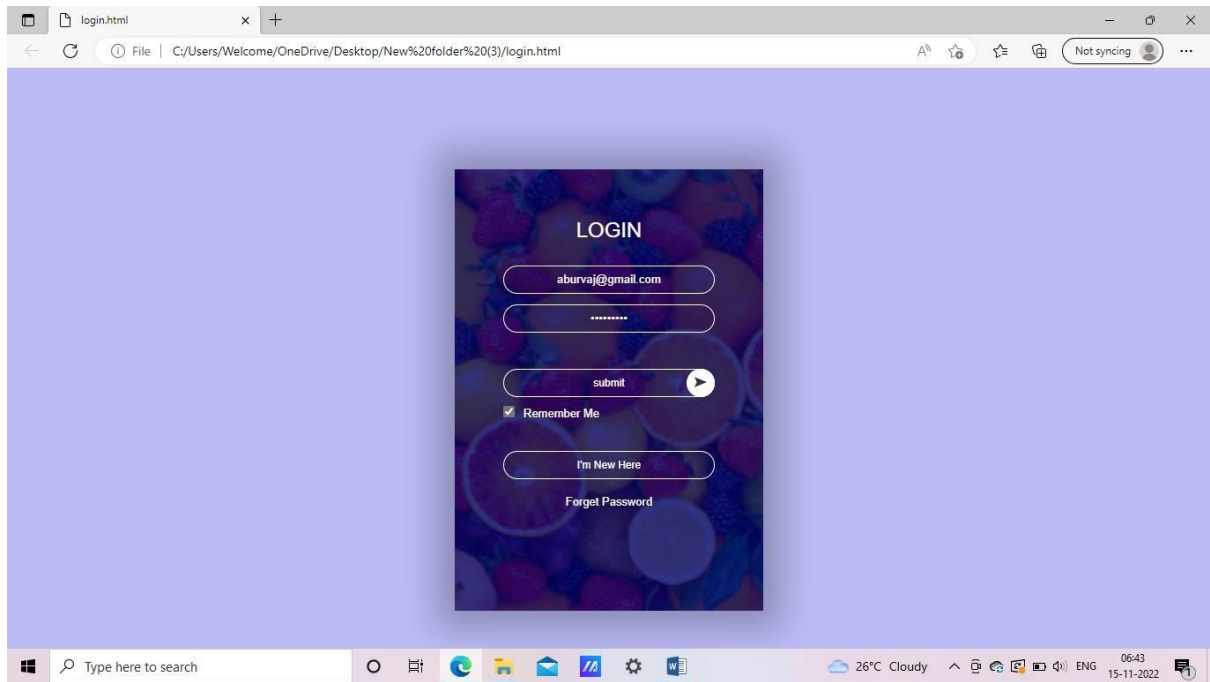 login.html
File
C:/Users/Welcome/OneDrive/Desktop/New%20folder%20(3)/login.html
Not syncing
LOGIN
aburvaj@gmail.com
•••••••••
submit
Remember Me
I'm New Here
Forget Password
Type here to search
26°C Cloudy
ENG
06:43
15-11-2022
1